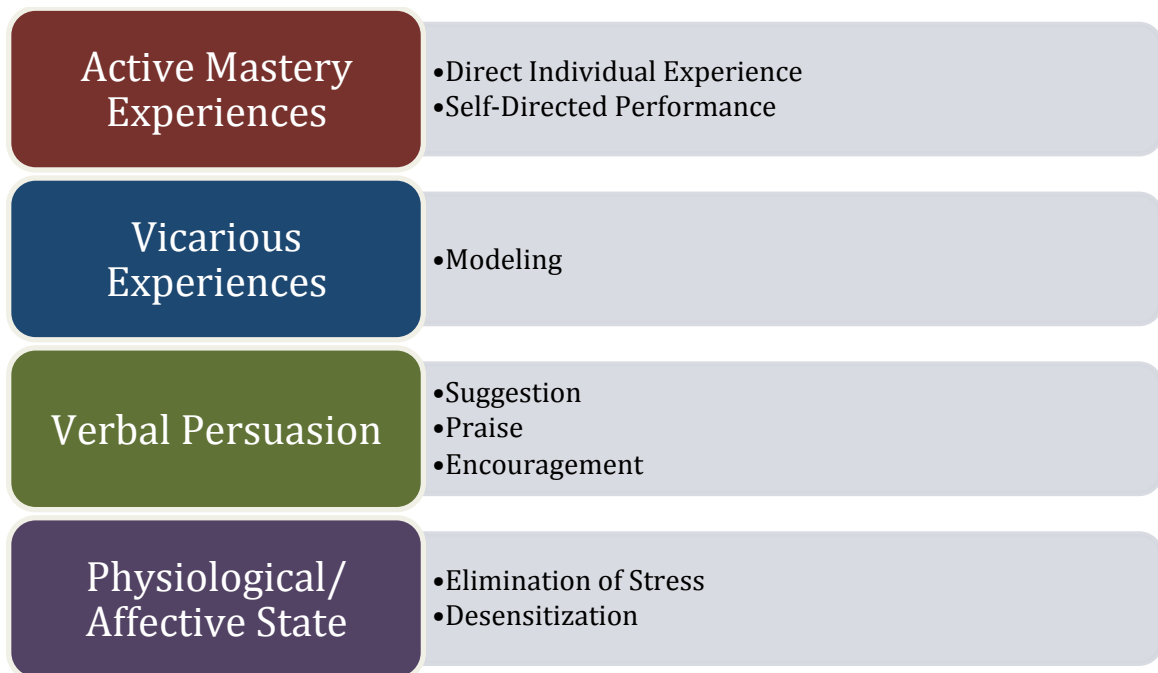 Active Mastery
Experiences
•Direct Individual Experience
•Self-Directed Performance
Vicarious
Experiences
•Modeling
Verbal Persuasion
•Suggestion
•Praise
•Encouragement
Physiological/
Affective State
•Elimination of Stress
•Desensitization